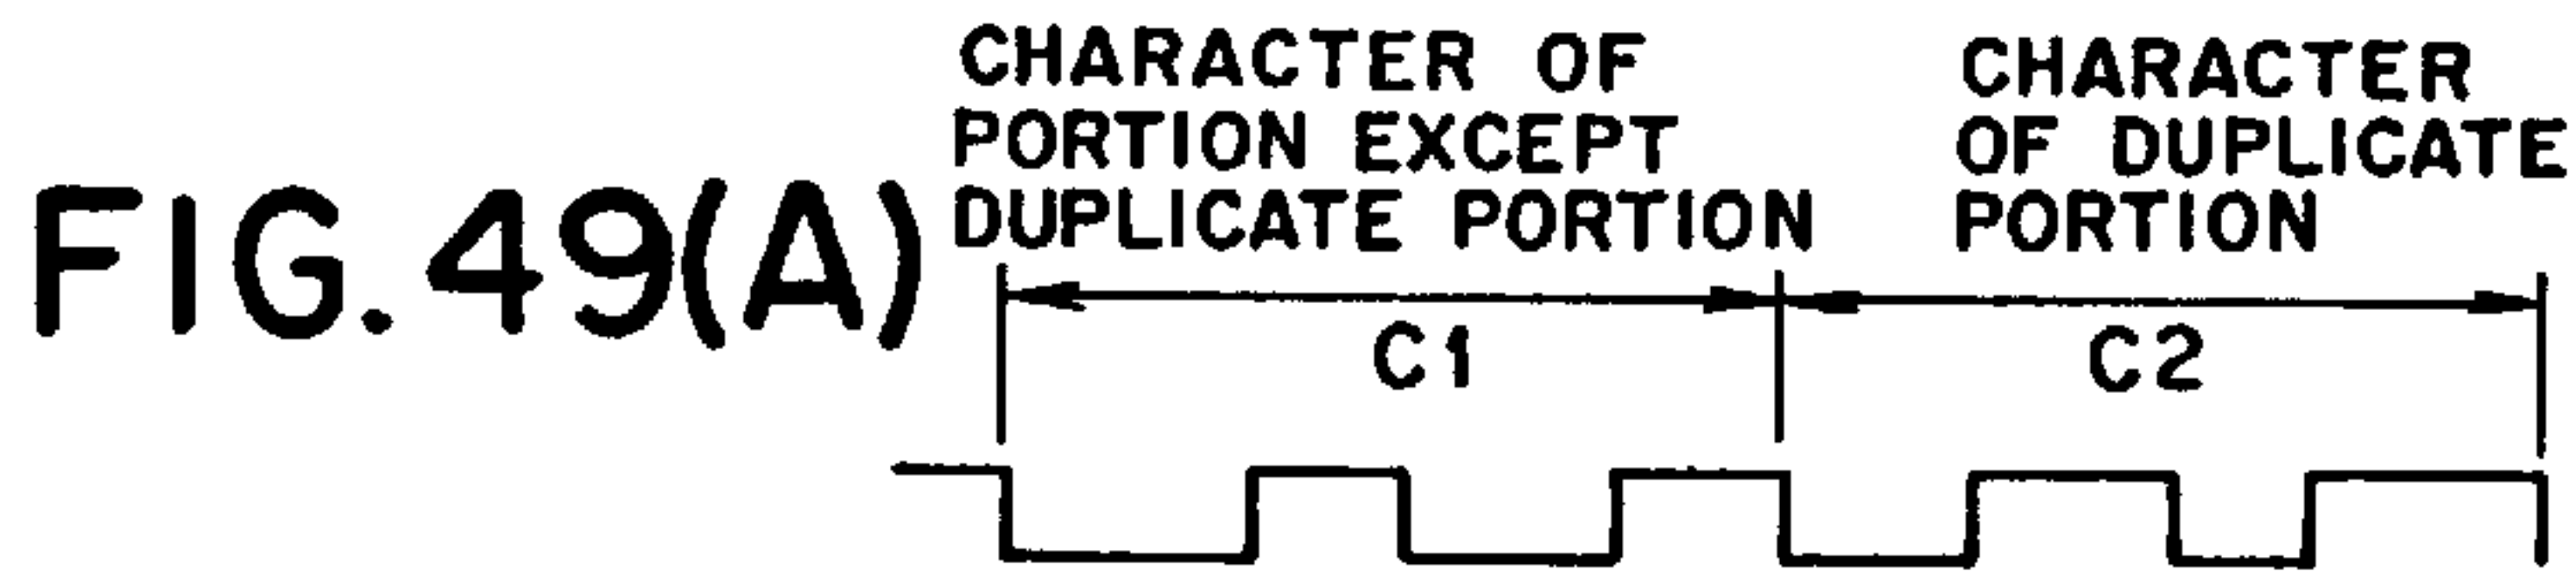 FIG. 49(A)
CHARACTER OF
PORTION EXCEPT
DUPLICATE PORTION
CHARACTER
OF DUPLICATE
PORTION
C1
C2